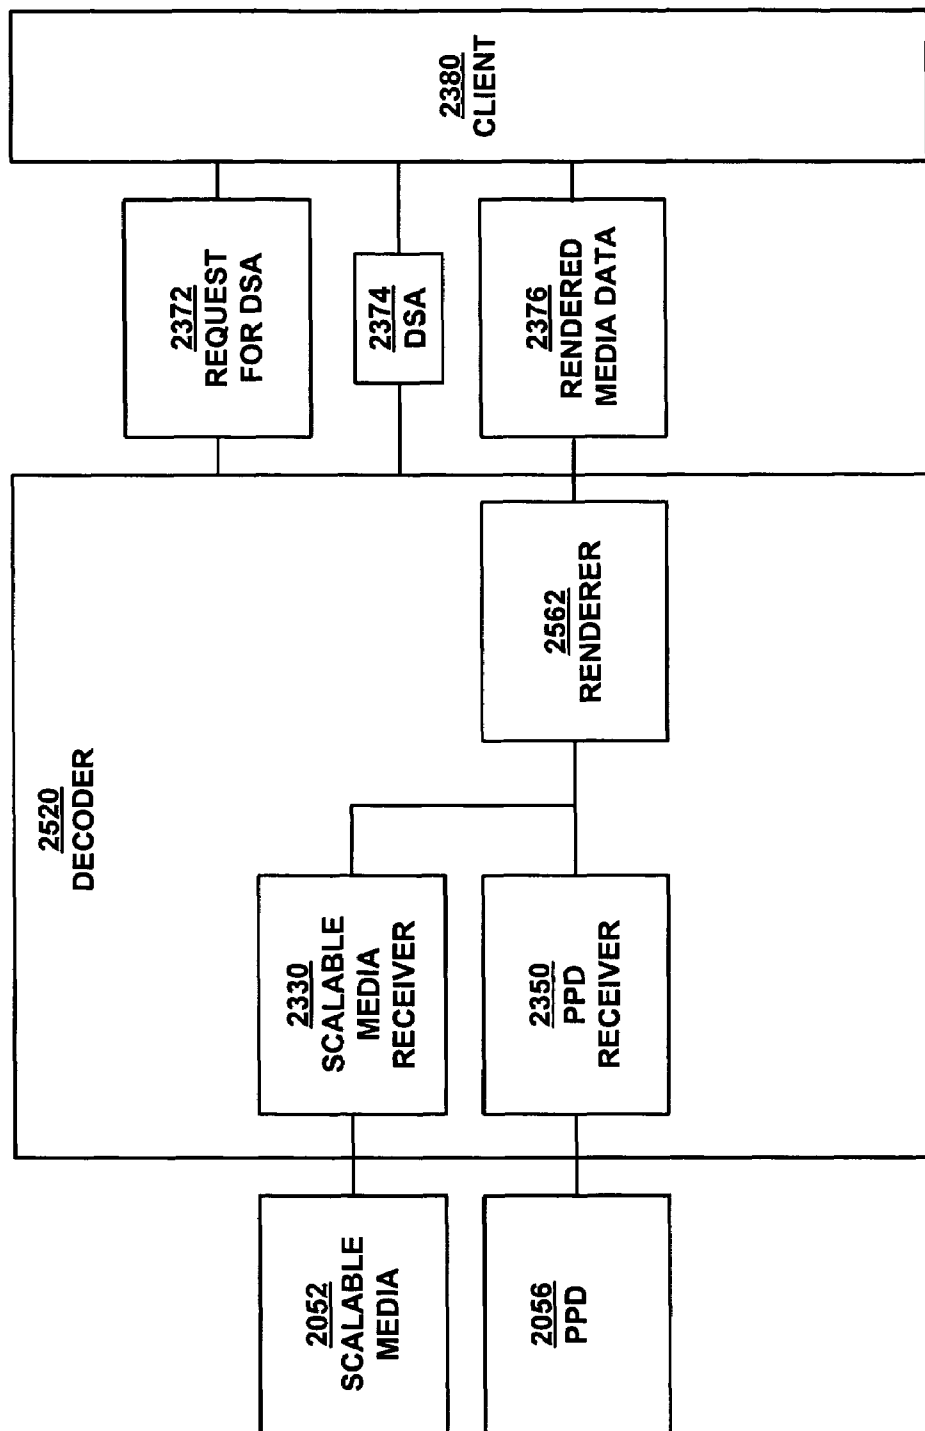 2520
DECODER
2052
SCALABLE
MEDIA
2330
SCALABLE
MEDIA
RECEIVER
2056
PPD
2350
PPD
RECEIVER
2562
RENDERER
2372
REQUEST
FOR DSA
2374
DSA
2376
RENDERED
MEDIA DATA
2380
CLIENT